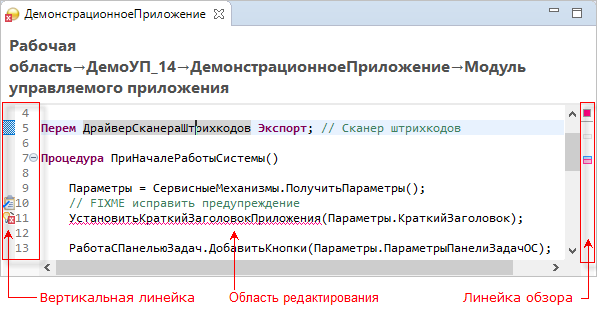 ДемонстрационноеПриложение
Рабочая
область→ДемоУП_14→ДемонстрационноеПриложение→Модуль
управляемого приложения
4
5 Перем ДрайверСканераШтрихкодов Экспорт; // Сканер штрихкодов
6
7 Процедура ПриНачалеРаботыСистемы()
8
9 Параметры = СервисныеМеханизмы.ПолучитьПараметры();
10 // FIXME исправить предупреждение
11 УстановитьКраткийЗаголовокПриложения(Параметры.КраткийЗаголовок);
12
13 РаботаСПанельюЗадач.ДобавитьКнопки(Параметры.ПараметрыПанелиЗадачОС);
Вертикальная линейка Область редактирования Линейка обзора